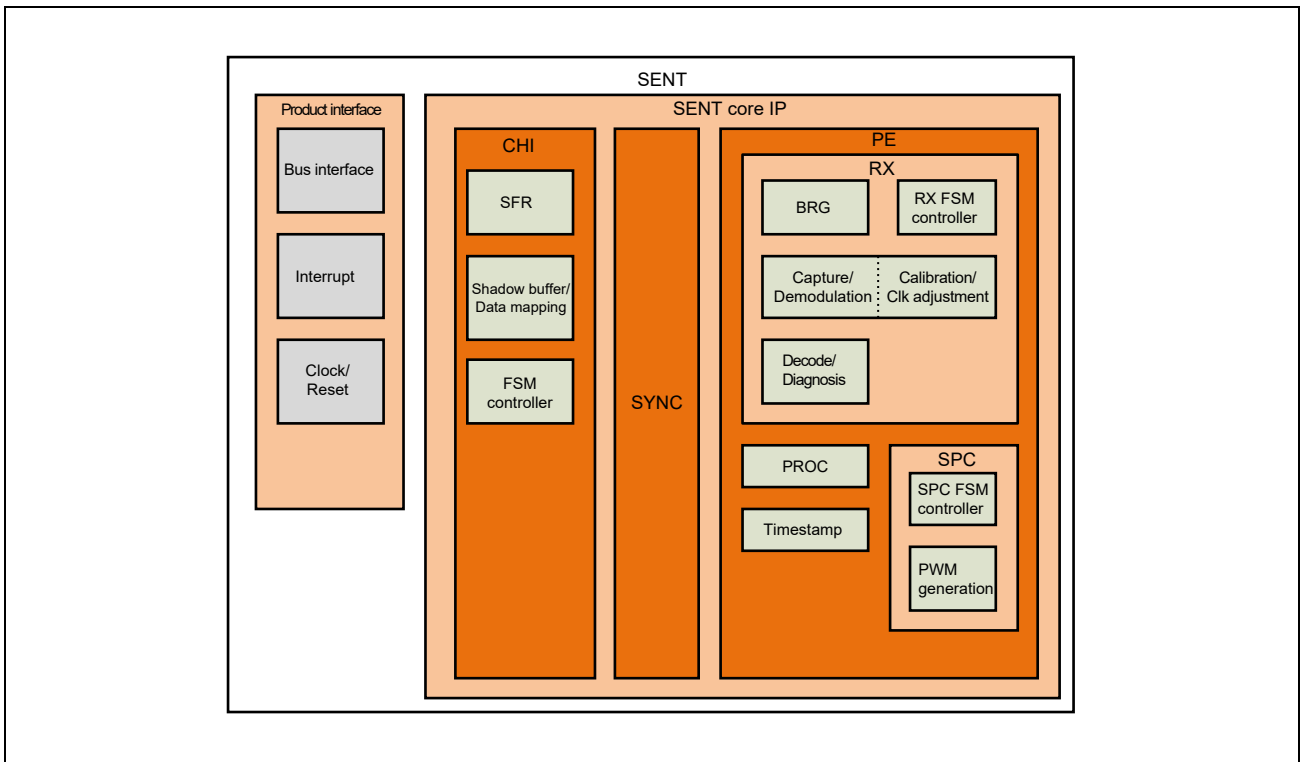 SENT
Product interface
Bus interface
Interrupt
Clock/
Reset
SENT core IP
CHI
SFR
Shadow buffer/
Data mapping
FSM
controller
SYNC
PE
RX
BRG
RX FSM
controller
Capture/
Demodulation
Calibration/
Clk adjustment
Decode/
Diagnosis
PROC
Timestamp
SPC
SPC FSM
controller
PWM
generation